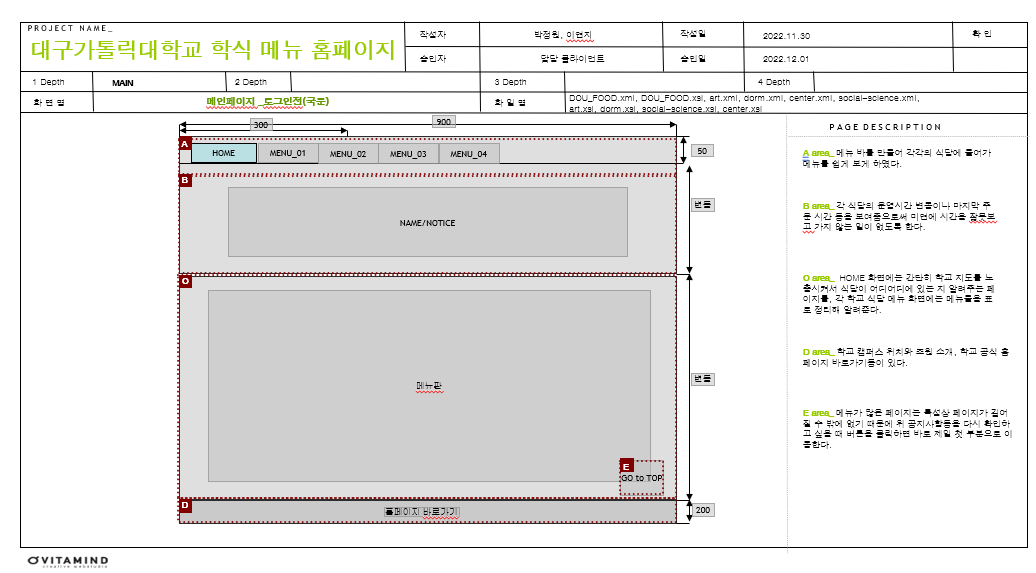 PROJECT NAME_
대구가톨릭대학교 학식 메뉴 홈페이지
작성자 박정원, 이현지 작성일 2022.11.30 확 인
승인자 담당 클라이언트 승인일 2022.12.01
1 Depth MAIN 2 Depth 3 Depth 4 Depth
화 면 명 메인페이지 _로그인전(국문) 화 일 명
DOU_FOOD.xml, DOU_FOOD.xsl, art.xml, dorm.xml, center.xml, social-science.xml,
art.xsl, dorm.xsl, social-science.xsl, center.xsl
300
900
A
HOME MENU_01 MENU_02 MENU_03 MENU_04
50
B
NAME/NOTICE
변동
O
메뉴판
변동
E
GO to TOP
D
홈페이지 바로가기
200
PAGE DESCRIPTION
A area_ 메뉴 바를 만들어 각각의 식당에 들어가
메뉴를 쉽게 보게 하였다.
B area_ 각 식당의 운영시간 변동이나 마지막 주
문 시간 등을 보여줌으로써 미연에 시간을 잘못보
고 가지 않는 일이 없도록 한다.
O area_ HOME 화면에는 간단히 학교 지도를 노
출시켜서 식당이 어디어디에 있는 지 알려주는 페
이지를, 각 학교 식당 메뉴 화면에는 메뉴들을 표
로 정리해 알려준다.
D area_ 학교 캠퍼스 위치와 조원 소개, 학교 공식 홈
페이지 바로가기등이 있다.
E area_ 메뉴가 많은 페이지는 특성상 페이지가 길어
질 수 밖에 없기 때문에 위 공지사항등을 다시 확인하
고 싶을 때 버튼을 클릭하면 바로 제일 첫 부분으로 이
동한다.
VITAMIND
creative webstudio